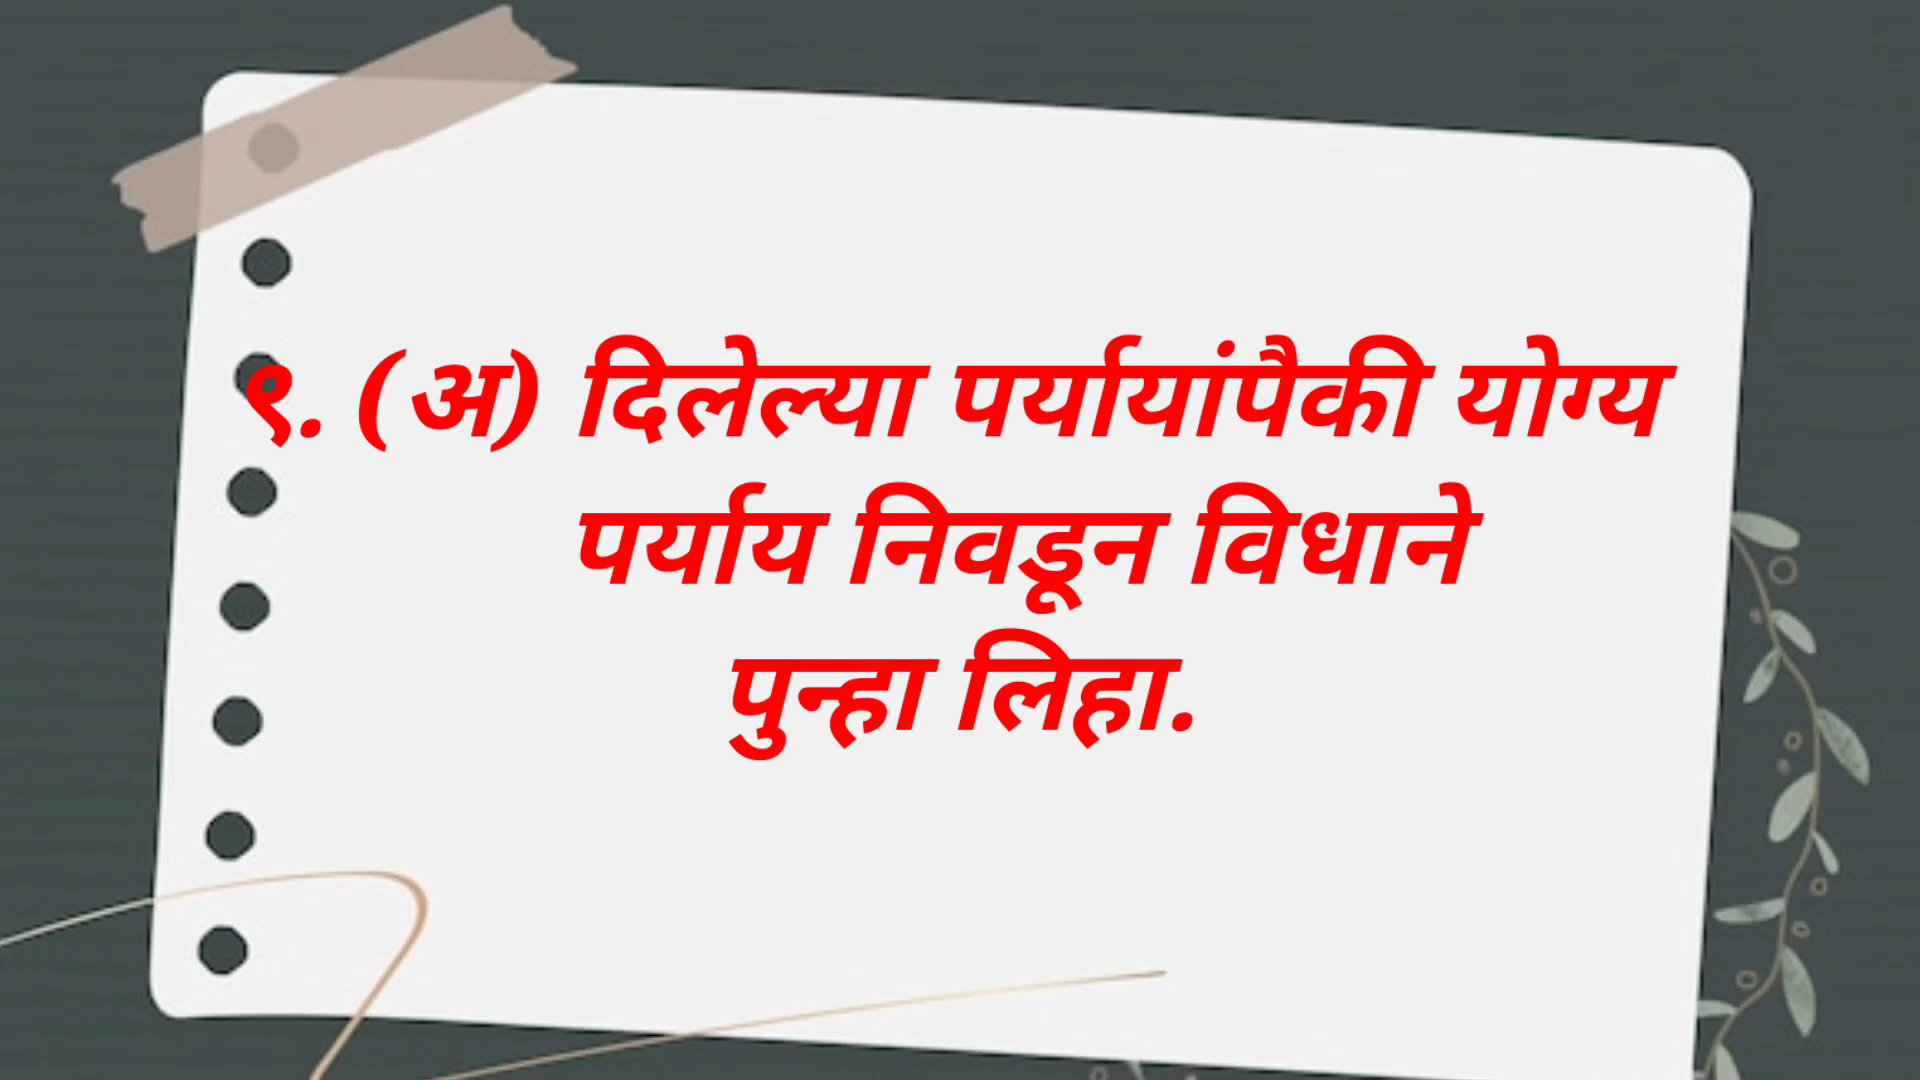 १. (अ) दिलेल्या पर्यायांपैकी योग्य
पर्याय निवडून विधाने
पुन्हा लिहा.